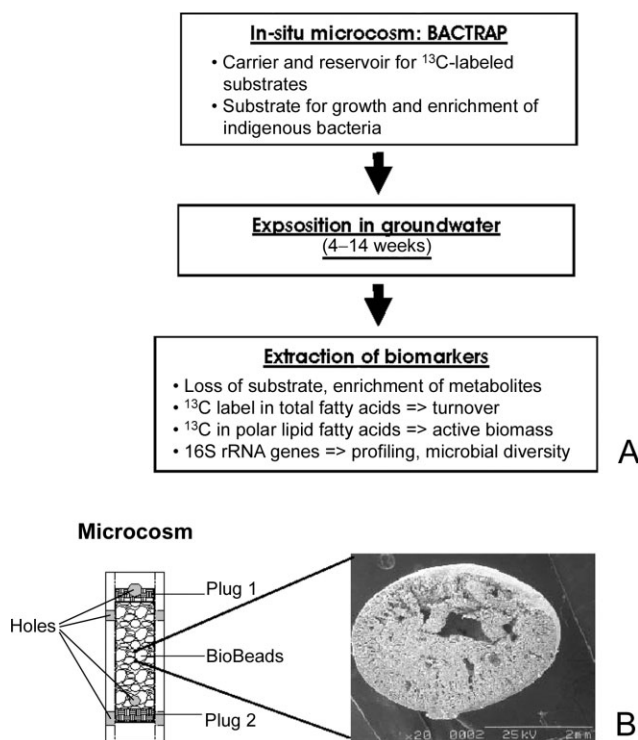 In-situ microcosm: BACTRAP
• Carrier and reservoir for ¹³C-labeled
substrates
• Substrate for growth and enrichment of
indigenous bacteria
Expsosition in groundwater
(4–14 weeks)
Extraction of biomarkers
• Loss of substrate, enrichment of metabolites
• ¹³C label in total fatty acids => turnover
• ¹³C in polar lipid fatty acids => active biomass
• 16S rRNA genes => profiling, microbial diversity
A
Microcosm
Plug 1
Holes
BioBeads
Plug 2
×20 0002 25kV 2mm
B